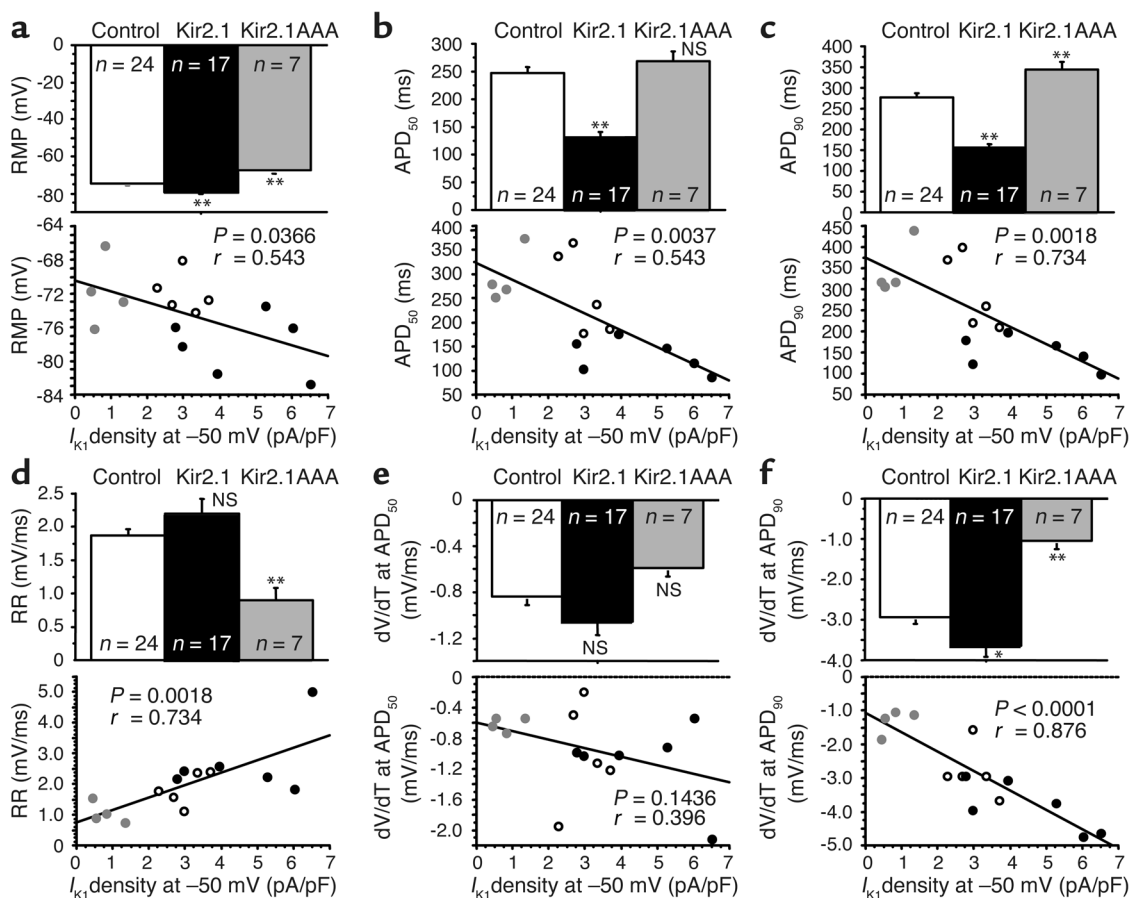 a
Control Kir2.1 Kir2.1AAA
RMP (mV)
0
-20
-40
-60
-80
n = 24
n = 17
n = 7
**
**
RMP (mV)
-64
-68
-72
-76
-80
-84
P = 0.0366
r = 0.543
0 1 2 3 4 5 6 7
IK1 density at –50 mV (pA/pF)
b
Control Kir2.1 Kir2.1AAA
APD50 (ms)
300
250
200
150
100
50
0
NS
**
n = 24
n = 17
n = 7
APD50 (ms)
400
350
300
250
200
150
100
50
P = 0.0037
r = 0.543
0 1 2 3 4 5 6 7
IK1 density at –50 mV (pA/pF)
c
Control Kir2.1 Kir2.1AAA
APD90 (ms)
400
350
300
250
200
150
100
50
0
**
**
n = 24
n = 17
n = 7
APD90 (ms)
450
400
350
300
250
200
150
100
50
P = 0.0018
r = 0.734
0 1 2 3 4 5 6 7
IK1 density at –50 mV (pA/pF)
d
Control Kir2.1 Kir2.1AAA
RR (mV/ms)
2.5
2.0
1.5
1.0
0.5
0
NS
**
n = 24
n = 17
n = 7
RR (mV/ms)
5.0
4.0
3.0
2.0
1.0
0
P = 0.0018
r = 0.734
0 1 2 3 4 5 6 7
IK1 density at –50 mV (pA/pF)
e
Control Kir2.1 Kir2.1AAA
dV/dT at APD50
(mV/ms)
0
-0.4
-0.8
-1.2
n = 24
n = 17
n = 7
NS
NS
dV/dT at APD50
(mV/ms)
0
-0.4
-0.8
-1.2
-1.6
-2.0
P = 0.1436
r = 0.396
0 1 2 3 4 5 6 7
IK1 density at –50 mV (pA/pF)
f
Control Kir2.1 Kir2.1AAA
dV/dT at APD90
(mV/ms)
0
-1.0
-2.0
-3.0
-4.0
n = 24
n = 17
n = 7
*
**
dV/dT at APD90
(mV/ms)
0
-1.0
-2.0
-3.0
-4.0
-5.0
P < 0.0001
r = 0.876
0 1 2 3 4 5 6 7
IK1 density at –50 mV (pA/pF)